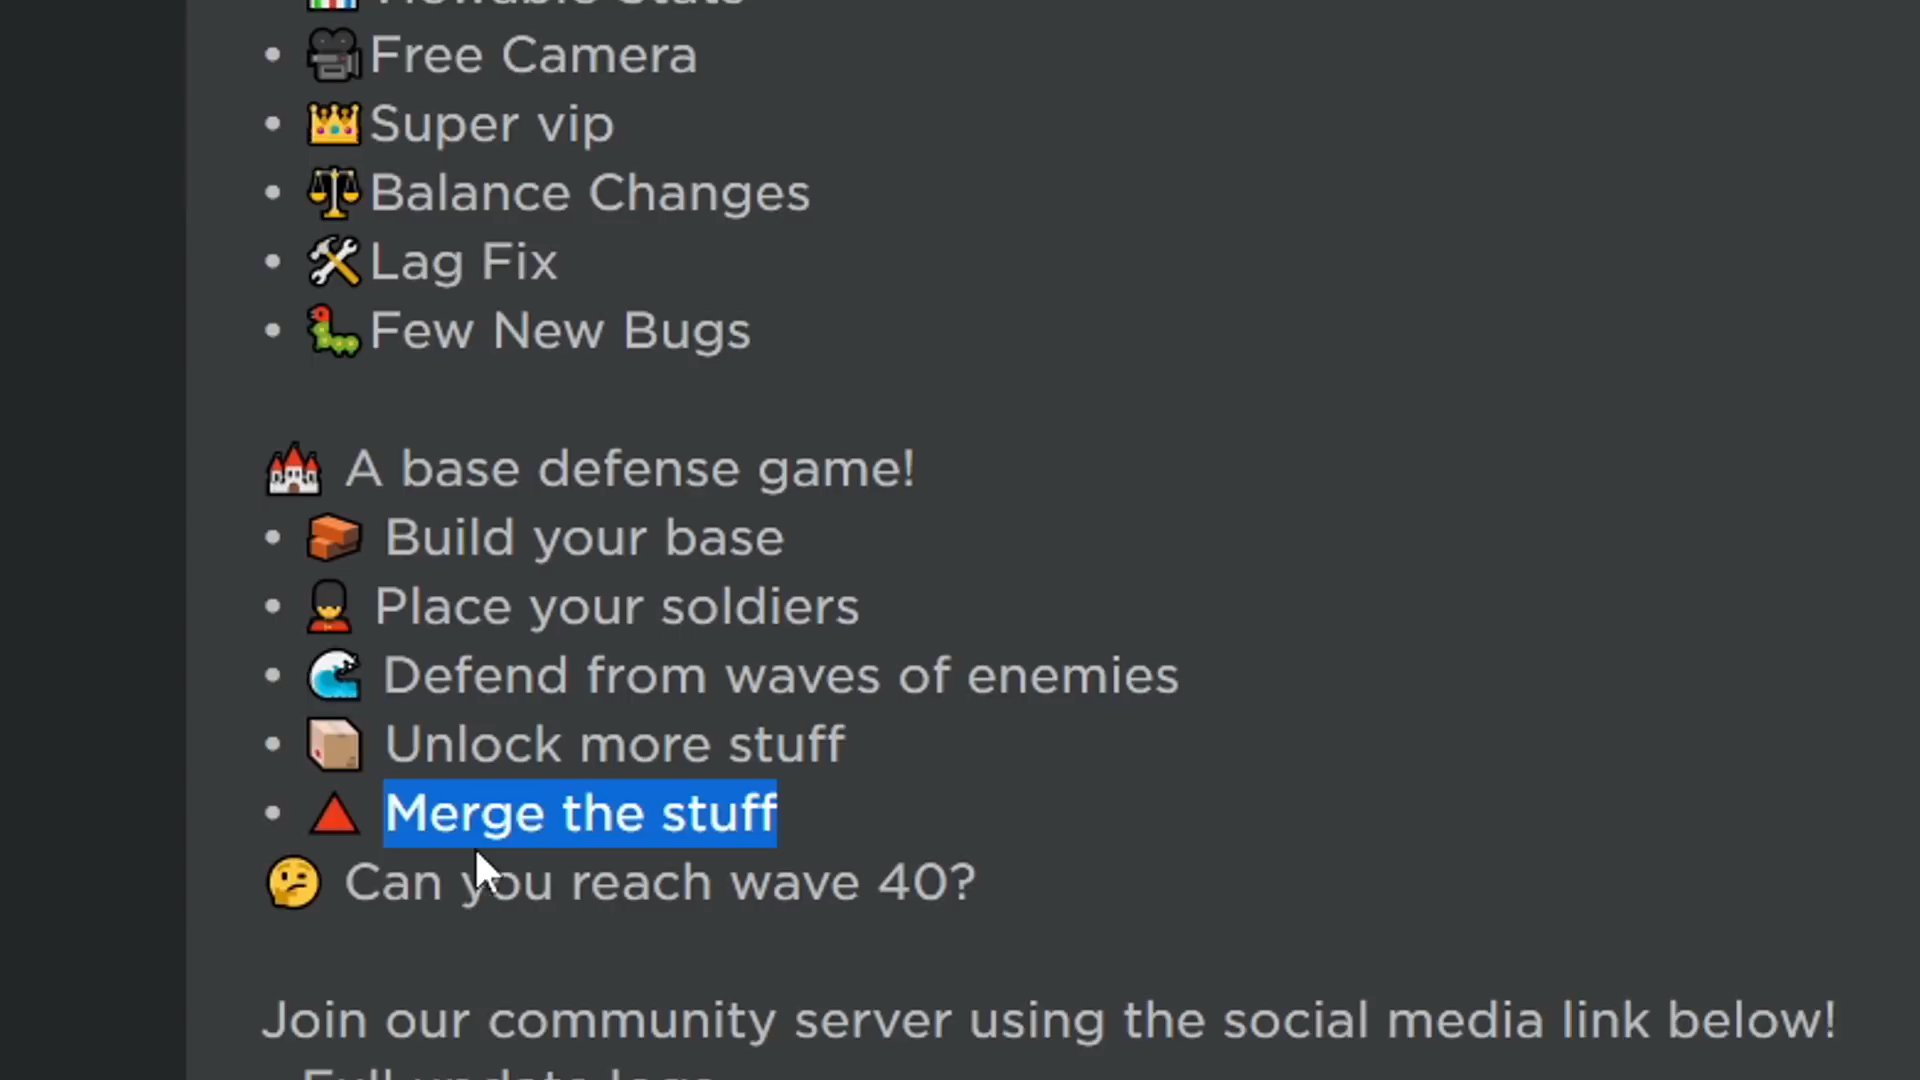 • 🎥Free Camera
• 👑Super vip
• ⚖️Balance Changes
• 🛠️Lag Fix
• 🐛Few New Bugs
🏰 A base defense game!
• 🧱 Build your base
• 💂 Place your soldiers
• 🌊 Defend from waves of enemies
• 📦 Unlock more stuff
• 🔺 Merge the stuff
🤔 Can you reach wave 40?
Join our community server using the social media link below!